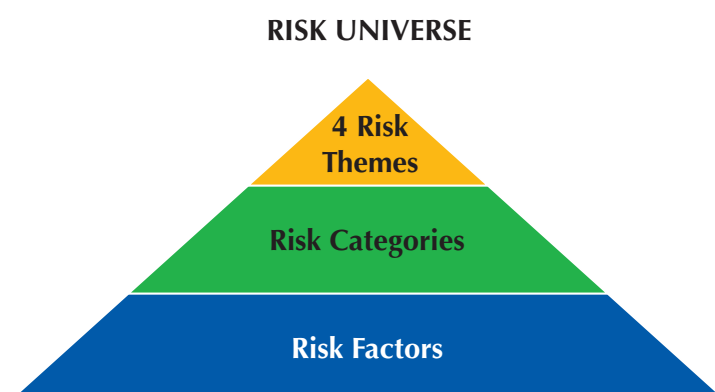 RISK UNIVERSE
4 Risk
Themes
Risk Categories
Risk Factors